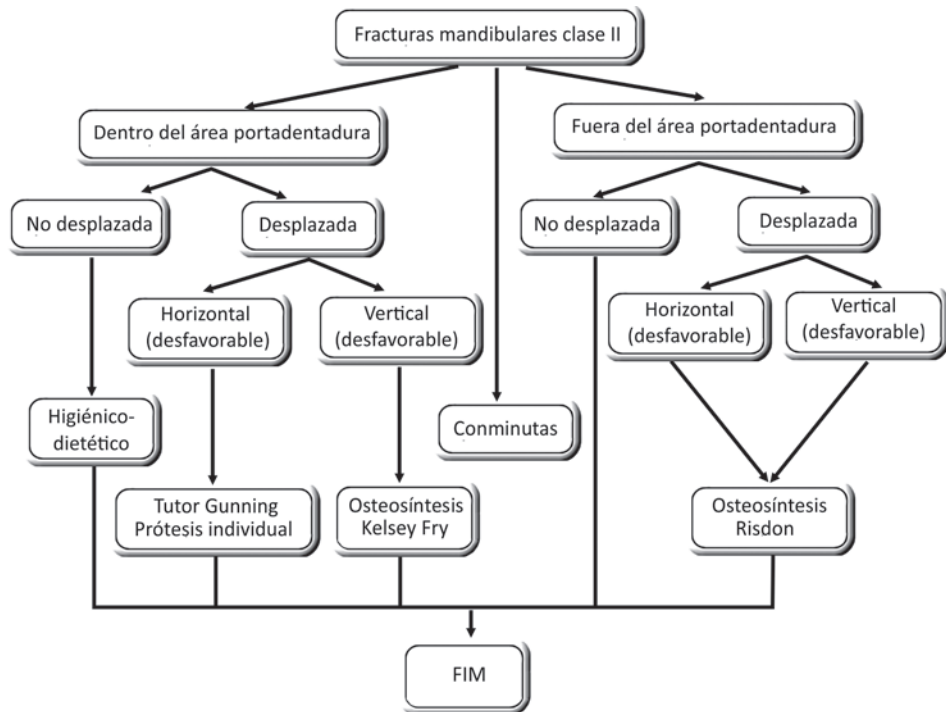 Fracturas mandibulares clase II
Dentro del área portadentadura
Fuera del área portadentadura
No desplazada
Desplazada
No desplazada
Desplazada
Horizontal
(desfavorable)
Vertical
(desfavorable)
Horizontal
(desfavorable)
Vertical
(desfavorable)
Higiénico-
dietético
Conminutas
Tutor Gunning
Prótesis individual
Osteosíntesis
Kelsey Fry
Osteosíntesis
Risdon
FIM